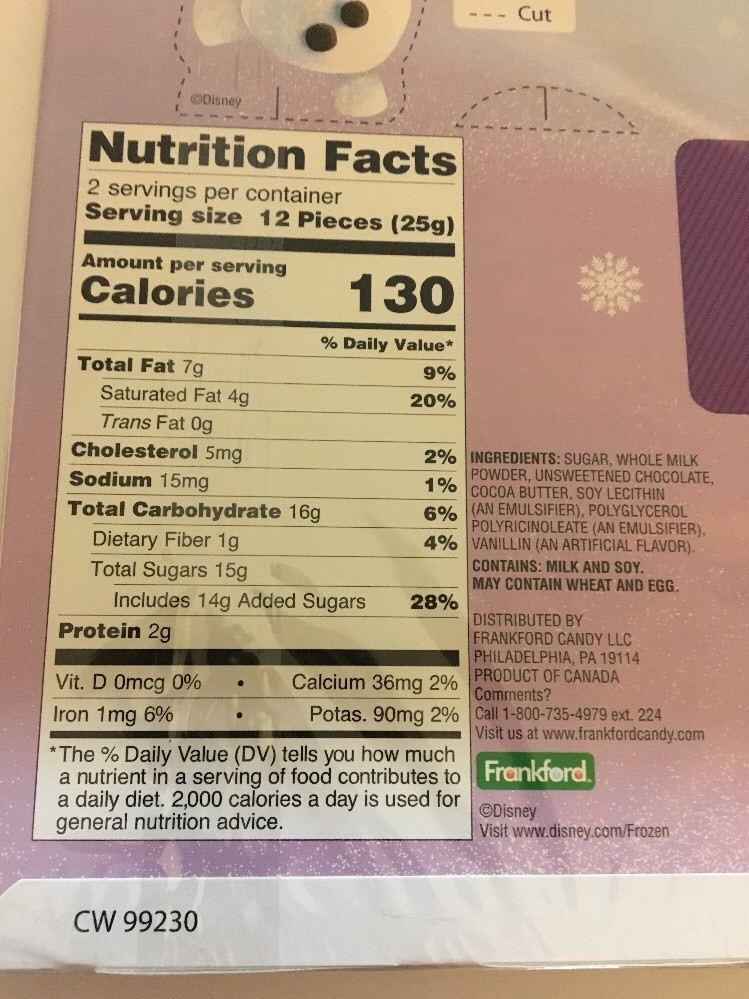 --- Cut
©Disney
Nutrition Facts
2 servings per container
Serving size 12 Pieces (25g)
Amount per serving
Calories 130
% Daily Value*
Total Fat 7g 9%
Saturated Fat 4g 20%
Trans Fat 0g
Cholesterol 5mg 2%
Sodium 15mg 1%
Total Carbohydrate 16g 6%
Dietary Fiber 1g 4%
Total Sugars 15g
Includes 14g Added Sugars 28%
Protein 2g
Vit. D 0mcg 0% • Calcium 36mg 2%
Iron 1mg 6% • Potas. 90mg 2%
*The % Daily Value (DV) tells you how much
a nutrient in a serving of food contributes to
a daily diet. 2,000 calories a day is used for
general nutrition advice.
INGREDIENTS: SUGAR, WHOLE MILK
POWDER, UNSWEETENED CHOCOLATE,
COCOA BUTTER, SOY LECITHIN
(AN EMULSIFIER), POLYGLYCEROL
POLYRICINOLEATE (AN EMULSIFIER),
VANILLIN (AN ARTIFICIAL FLAVOR).
CONTAINS: MILK AND SOY.
MAY CONTAIN WHEAT AND EGG.
DISTRIBUTED BY
FRANKFORD CANDY LLC
PHILADELPHIA, PA 19114
PRODUCT OF CANADA
Comments?
Call 1-800-735-4979 ext. 224
Visit us at www.frankfordcandy.com
Frankford®
©Disney
Visit www.disney.com/Frozen
CW 99230